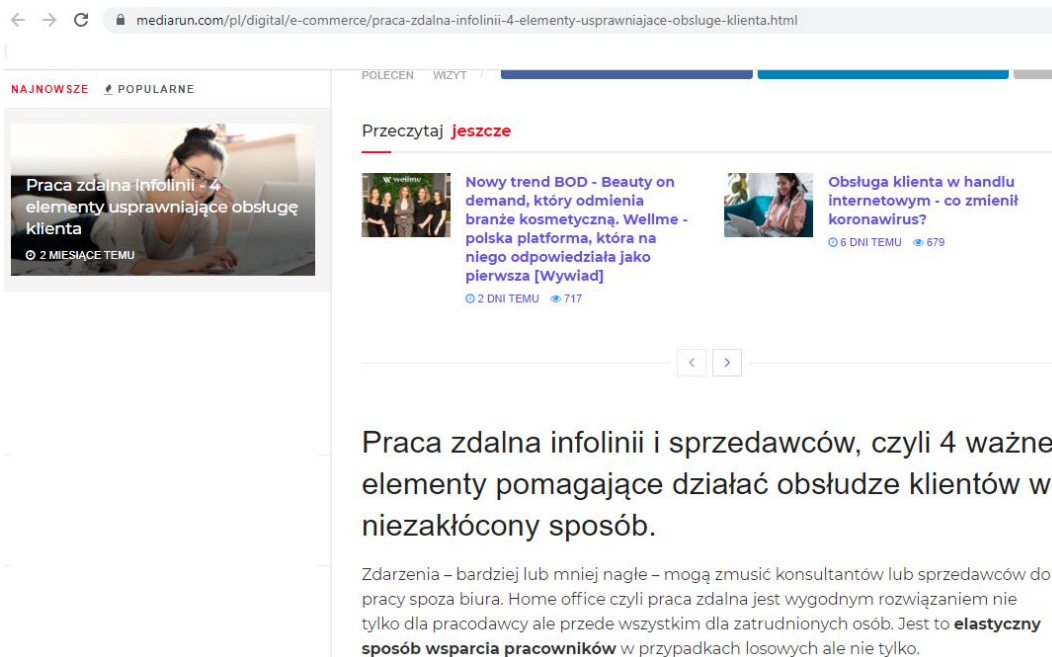 mediarun.com/pl/digital/e-commerce/praca-zdalna-infolinii-4-elementy-usprawniajace-obsluge-klienta.html
NAJNOWSZE POPULARNE
Praca zdalna infolinii - 4
elementy usprawniające obsługę
klienta
2 MIESIĄCE TEMU
POLECEŃ WIZYT /
Przeczytaj jeszcze
wellme
Nowy trend BOD - Beauty on
demand, który odmienia
branże kosmetyczną. Wellme -
polska platforma, która na
niego odpowiedziała jako
pierwsza [Wywiad]
2 DNI TEMU 717
Obsługa klienta w handlu
internetowym - co zmienił
koronawirus?
6 DNI TEMU 679
Praca zdalna infolinii i sprzedawców, czyli 4 ważne
elementy pomagające działać obsłudze klientów w
niezakłócony sposób.
Zdarzenia – bardziej lub mniej nagłe – mogą zmusić konsultantów lub sprzedawców do
pracy spoza biura. Home office czyli praca zdalna jest wygodnym rozwiązaniem nie
tylko dla pracodawcy ale przede wszystkim dla zatrudnionych osób. Jest to elastyczny
sposób wsparcia pracowników w przypadkach losowych ale nie tylko.